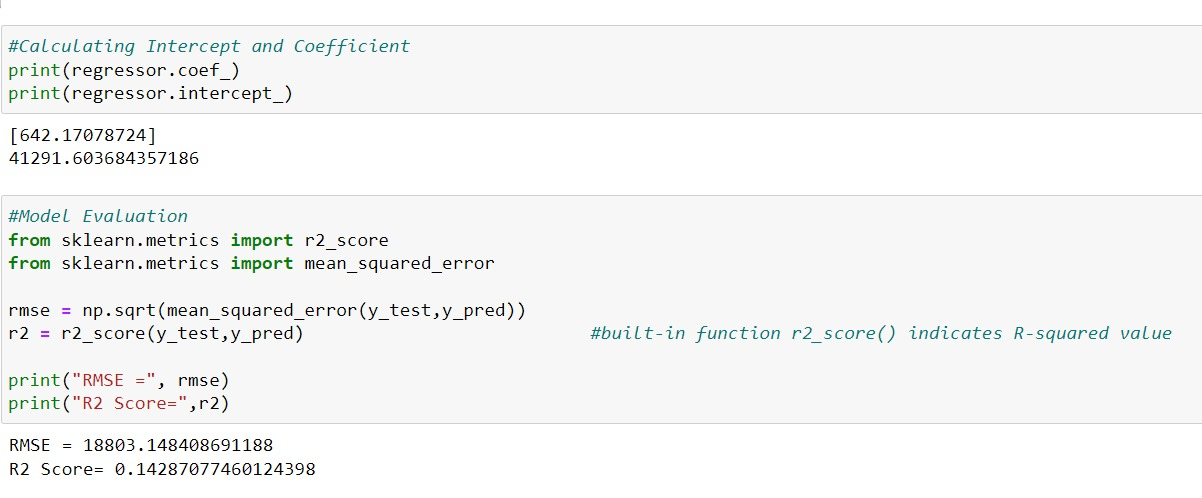 #Calculating Intercept and Coefficient
print(regressor.coef_)
print(regressor.intercept_)
[642.17078724]
41291.603684357186
#Model Evaluation
from sklearn.metrics import r2_score
from sklearn.metrics import mean_squared_error
rmse = np.sqrt(mean_squared_error(y_test,y_pred))
r2 = r2_score(y_test,y_pred) #built-in function r2_score() indicates R-squared value
print("RMSE =", rmse)
print("R2 Score=",r2)
RMSE = 18803.148408691188
R2 Score= 0.14287077460124398